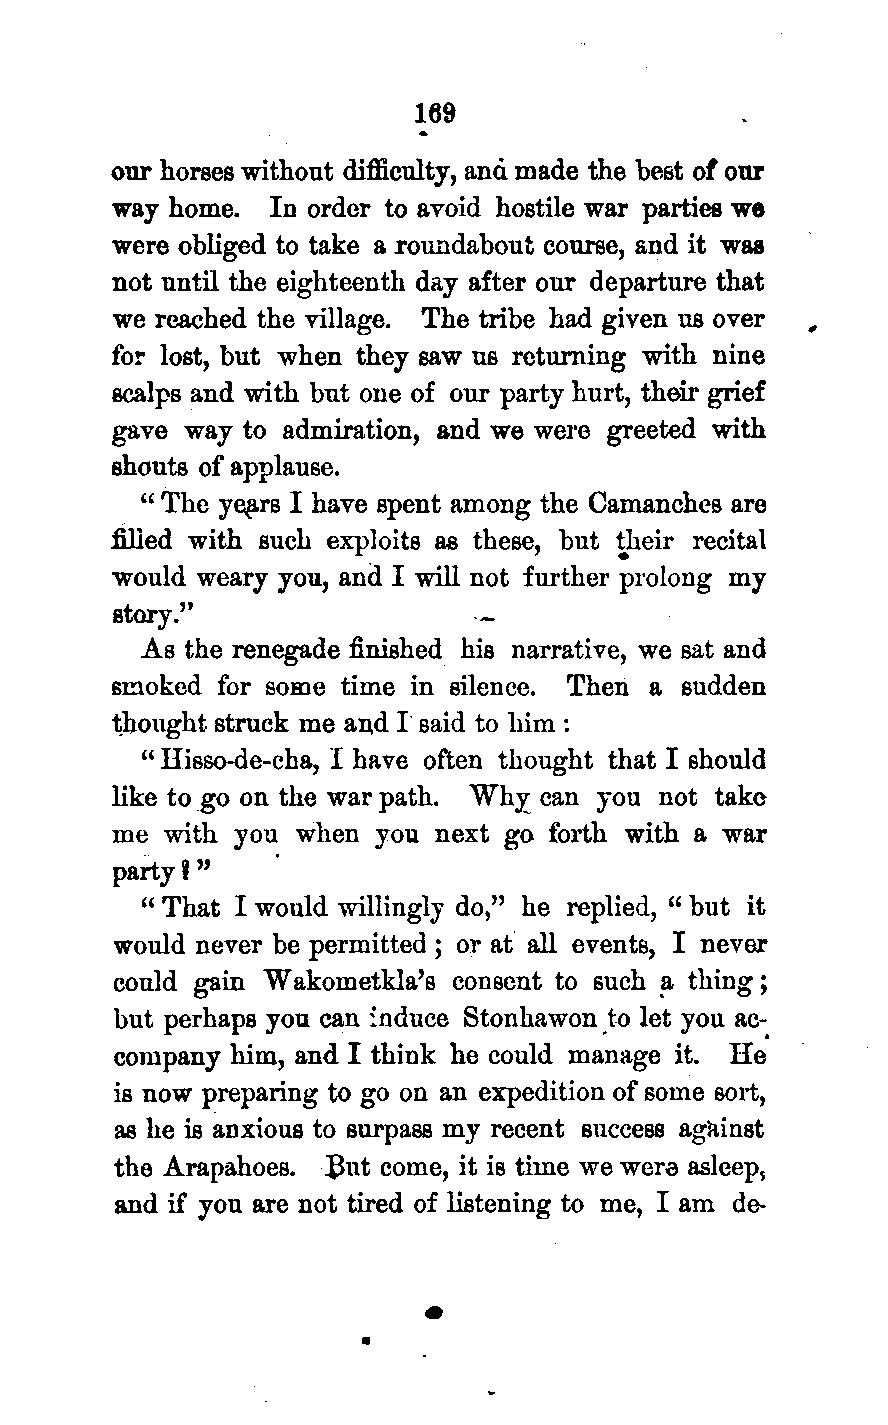 169
our horses without difficulty, and made the best of our
way home. In order to avoid hostile war parties we
were obliged to take a roundabout course, and it was
not until the eighteenth day after our departure that
we reached the village. The tribe had given us over
for lost, but when they saw us returning with nine
scalps and with but one of our party hurt, their grief
gave way to admiration, and we were greeted with
shouts of applause.
“ The years I have spent among the Camanches are
filled with such exploits as these, but their recital
would weary you, and I will not further prolong my
story.”
As the renegade finished his narrative, we sat and
smoked for some time in silence. Then a sudden
thought struck me and I said to him :
“ Hisso-de-cha, I have often thought that I should
like to go on the war path. Why can you not take
me with you when you next go forth with a war
party ? ”
“ That I would willingly do,” he replied, “ but it
would never be permitted ; or at all events, I never
could gain Wakometkla’s consent to such a thing ;
but perhaps you can induce Stonhawon to let you ac-
company him, and I think he could manage it. He
is now preparing to go on an expedition of some sort,
as he is anxious to surpass my recent success against
the Arapahoes. But come, it is time we were asleep,
and if you are not tired of listening to me, I am de-